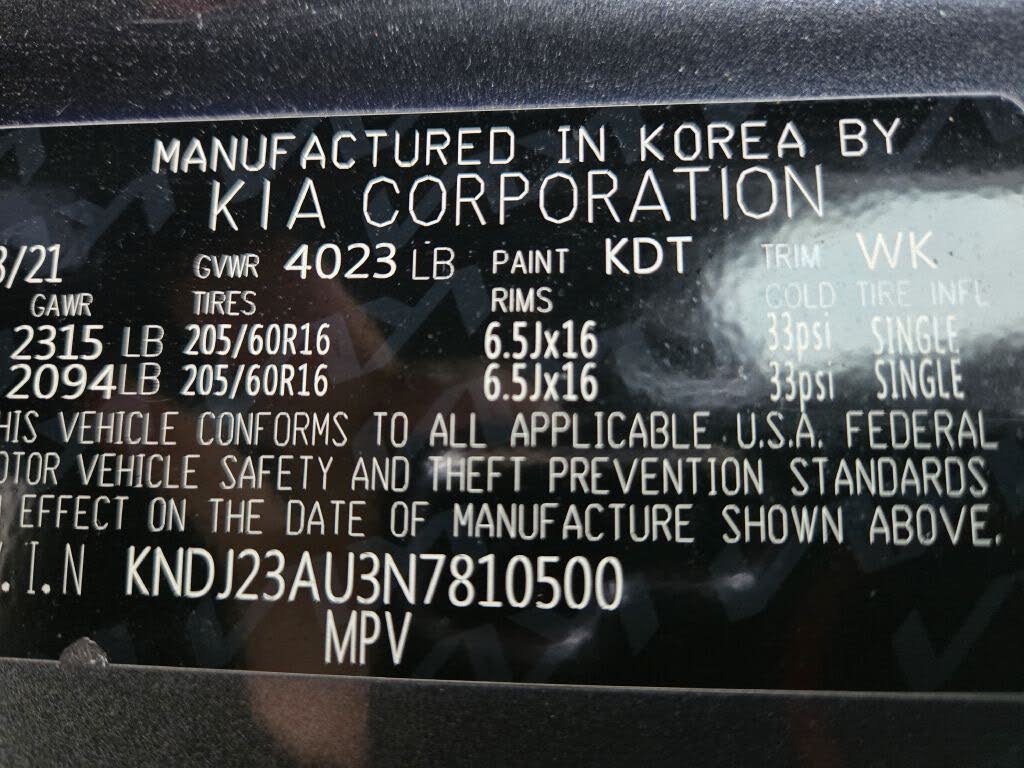 MANUFACTURED IN KOREA BY
KIA CORPORATION
/21 GVWR 4023 LB PAINT KDT TRIM WK
GAWR TIRES RIMS COLD TIRE INFL
2315 LB 205/60R16 6.5Jx16 33psi SINGLE
2094 LB 205/60R16 6.5Jx16 33psi SINGLE
HIS VEHICLE CONFORMS TO ALL APPLICABLE U.S.A. FEDERAL
OTOR VEHICLE SAFETY AND THEFT PREVENTION STANDARDS
EFFECT ON THE DATE OF MANUFACTURE SHOWN ABOVE.
V.I.N KNDJ23AU3N7810500
MPV